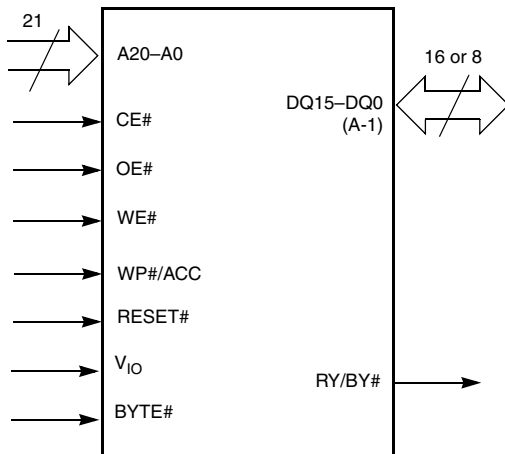 21
A20–A0
16 or 8
DQ15–DQ0
(A-1)
CE#
OE#
WE#
WP#/ACC
RESET#
VIO
RY/BY#
BYTE#